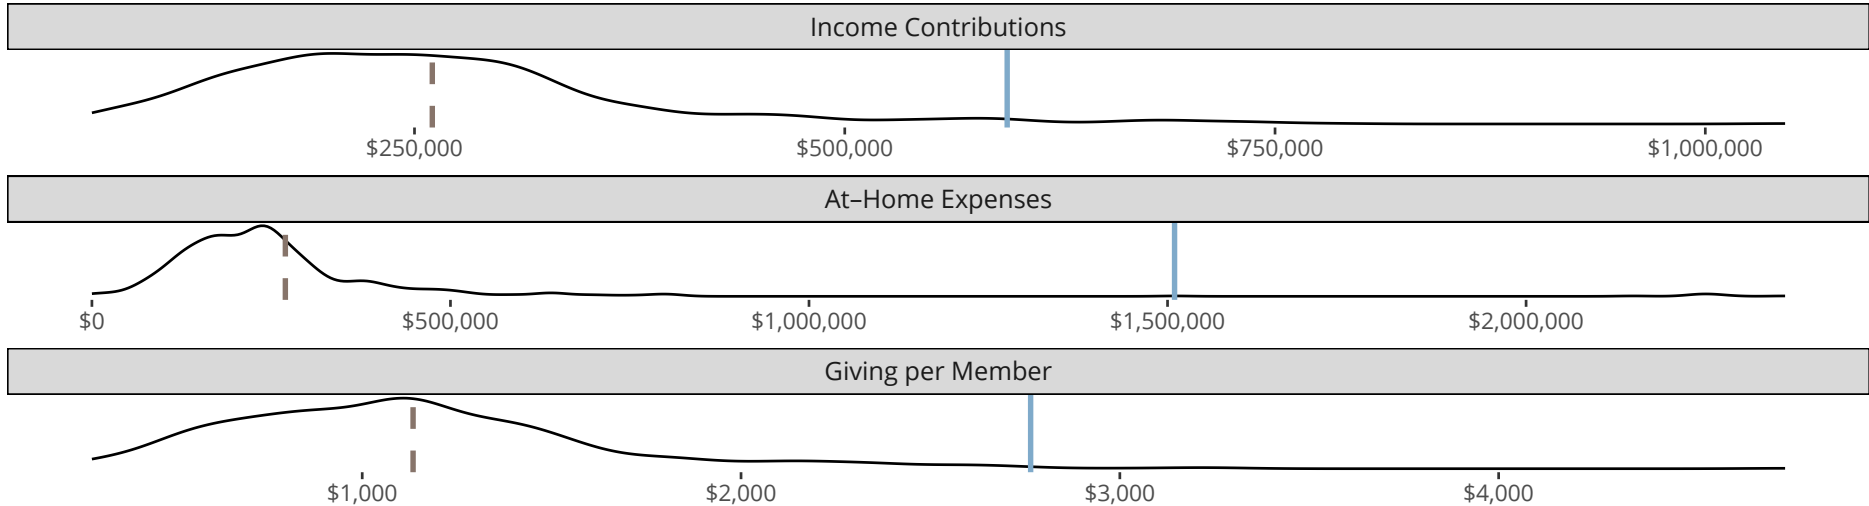 Income Contributions
$250,000 $500,000 $750,000 $1,000,000
At–Home Expenses
$0 $500,000 $1,000,000 $1,500,000 $2,000,000
Giving per Member
$1,000 $2,000 $3,000 $4,000